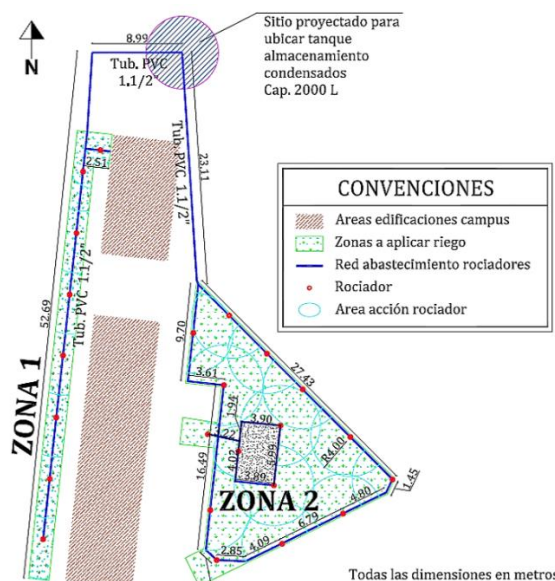 8.99
Sitio proyectado para
ubicar tanque
almacenamiento
condensados
Cap. 2000 L
N
Tub. PVC
1.1/2"
Tub. PVC 1.1/2"
23.11
2.51
CONVENCIONES
Areas edificaciones campus
Zonas a aplicar riego
Red abastecimiento rociadores
Rociador
Area acción rociador
Tub. PVC 1.1/2"
52.69
9.70
27.43
3.61
1.94
3.90
ZONA 1
R4.00
16.49
4.02
5.99
3.89
1.45
ZONA 2
4.80
6.79
4.09
2.85
Todas las dimensiones en metros